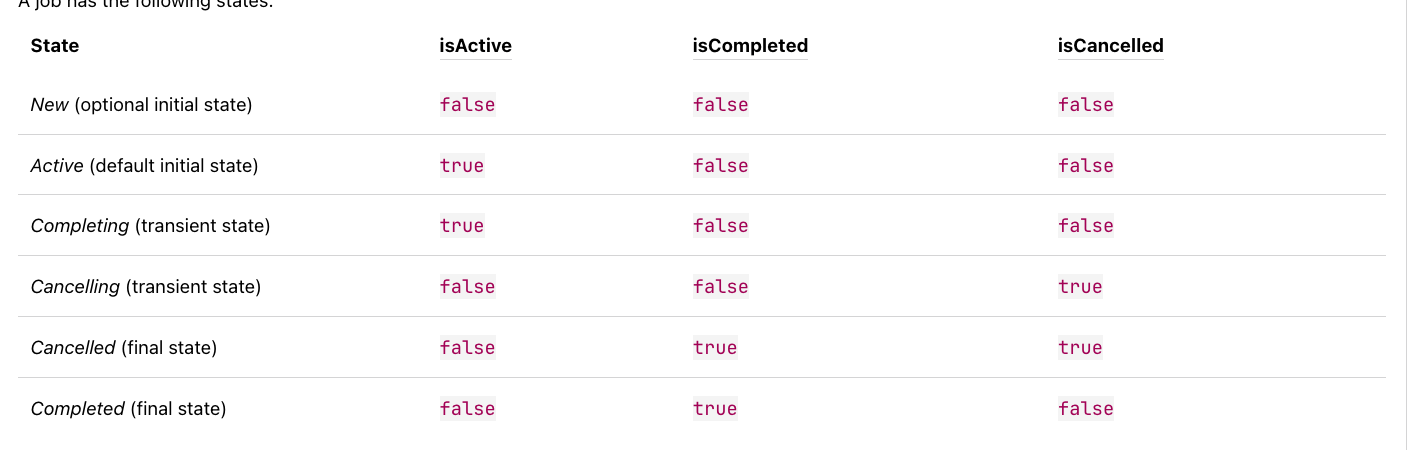 A job has the following states:
State isActive isCompleted isCancelled
New (optional initial state) false false false
Active (default initial state) true false false
Completing (transient state) true false false
Cancelling (transient state) false false true
Cancelled (final state) false true true
Completed (final state) false true false